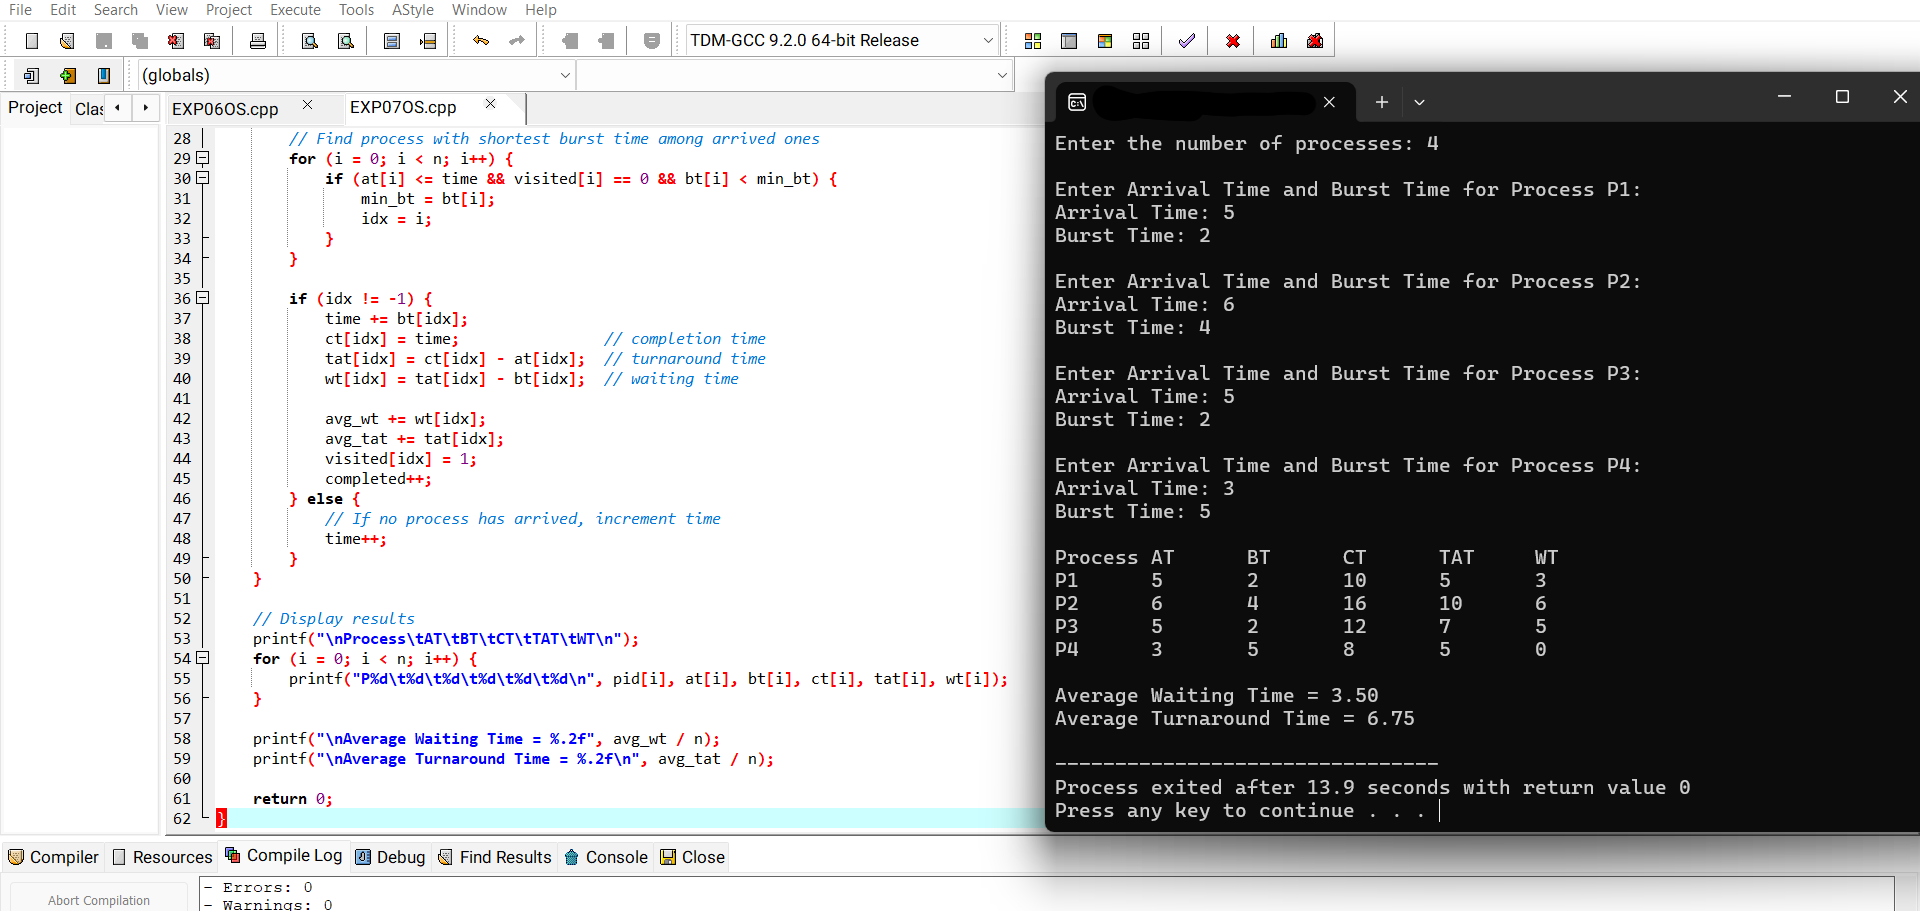 File Edit Search View Project Execute Tools AStyle Window Help
TDM-GCC 9.2.0 64-bit Release
(globals)
Project Clas
EXP06OS.cpp EXP07OS.cpp
28 // Find process with shortest burst time among arrived ones
29 for (i = 0; i < n; i++) {
30 if (at[i] <= time && visited[i] == 0 && bt[i] < min_bt) {
31 min_bt = bt[i];
32 idx = i;
33 }
34 }
35
36 if (idx != -1) {
37 time += bt[idx];
38 ct[idx] = time; // completion time
39 tat[idx] = ct[idx] - at[idx]; // turnaround time
40 wt[idx] = tat[idx] - bt[idx]; // waiting time
41
42 avg_wt += wt[idx];
43 avg_tat += tat[idx];
44 visited[idx] = 1;
45 completed++;
46 } else {
47 // If no process has arrived, increment time
48 time++;
49 }
50 }
51
52 // Display results
53 printf("\nProcess\tAT\tBT\tCT\tTAT\tWT\n");
54 for (i = 0; i < n; i++) {
55 printf("P%d\t%d\t%d\t%d\t%d\t%d\n", pid[i], at[i], bt[i], ct[i], tat[i], wt[i]);
56 }
57
58 printf("\nAverage Waiting Time = %.2f", avg_wt / n);
59 printf("\nAverage Turnaround Time = %.2f\n", avg_tat / n);
60
61 return 0;
62 }
Enter the number of processes: 4
Enter Arrival Time and Burst Time for Process P1:
Arrival Time: 5
Burst Time: 2
Enter Arrival Time and Burst Time for Process P2:
Arrival Time: 6
Burst Time: 4
Enter Arrival Time and Burst Time for Process P3:
Arrival Time: 5
Burst Time: 2
Enter Arrival Time and Burst Time for Process P4:
Arrival Time: 3
Burst Time: 5
Process AT BT CT TAT WT
P1 5 2 10 5 3
P2 6 4 16 10 6
P3 5 2 12 7 5
P4 3 5 8 5 0
Average Waiting Time = 3.50
Average Turnaround Time = 6.75
--------------------------------
Process exited after 13.9 seconds with return value 0
Press any key to continue . . .
Compiler Resources Compile Log Debug Find Results Console Close
Abort Compilation
- Errors: 0
- Warnings: 0